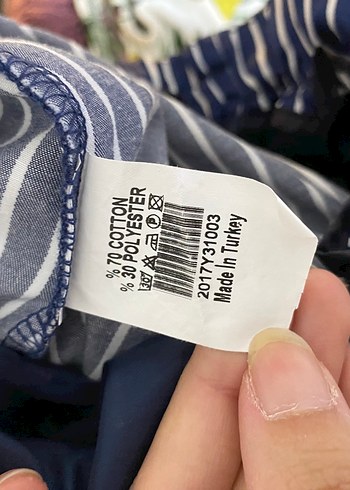 % 70 COTTON
% 30 POLYESTER
30°
P
2017Y31003
Made In Turkey